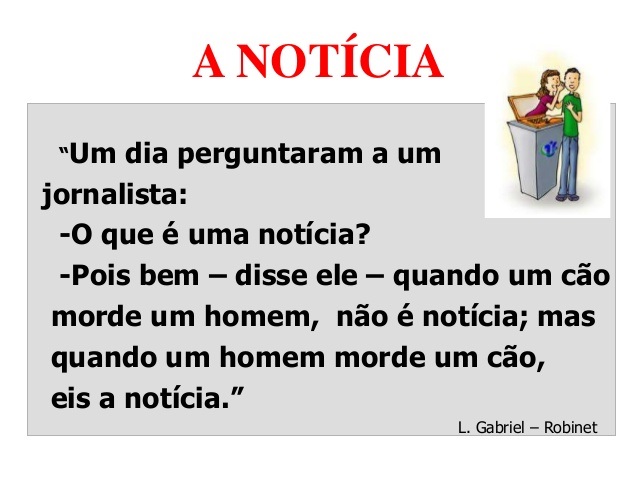 A NOTÍCIA
“Um dia perguntaram a um
jornalista:
-O que é uma notícia?
-Pois bem – disse ele – quando um cão
morde um homem, não é notícia; mas
quando um homem morde um cão,
eis a notícia.”
L. Gabriel – Robinet